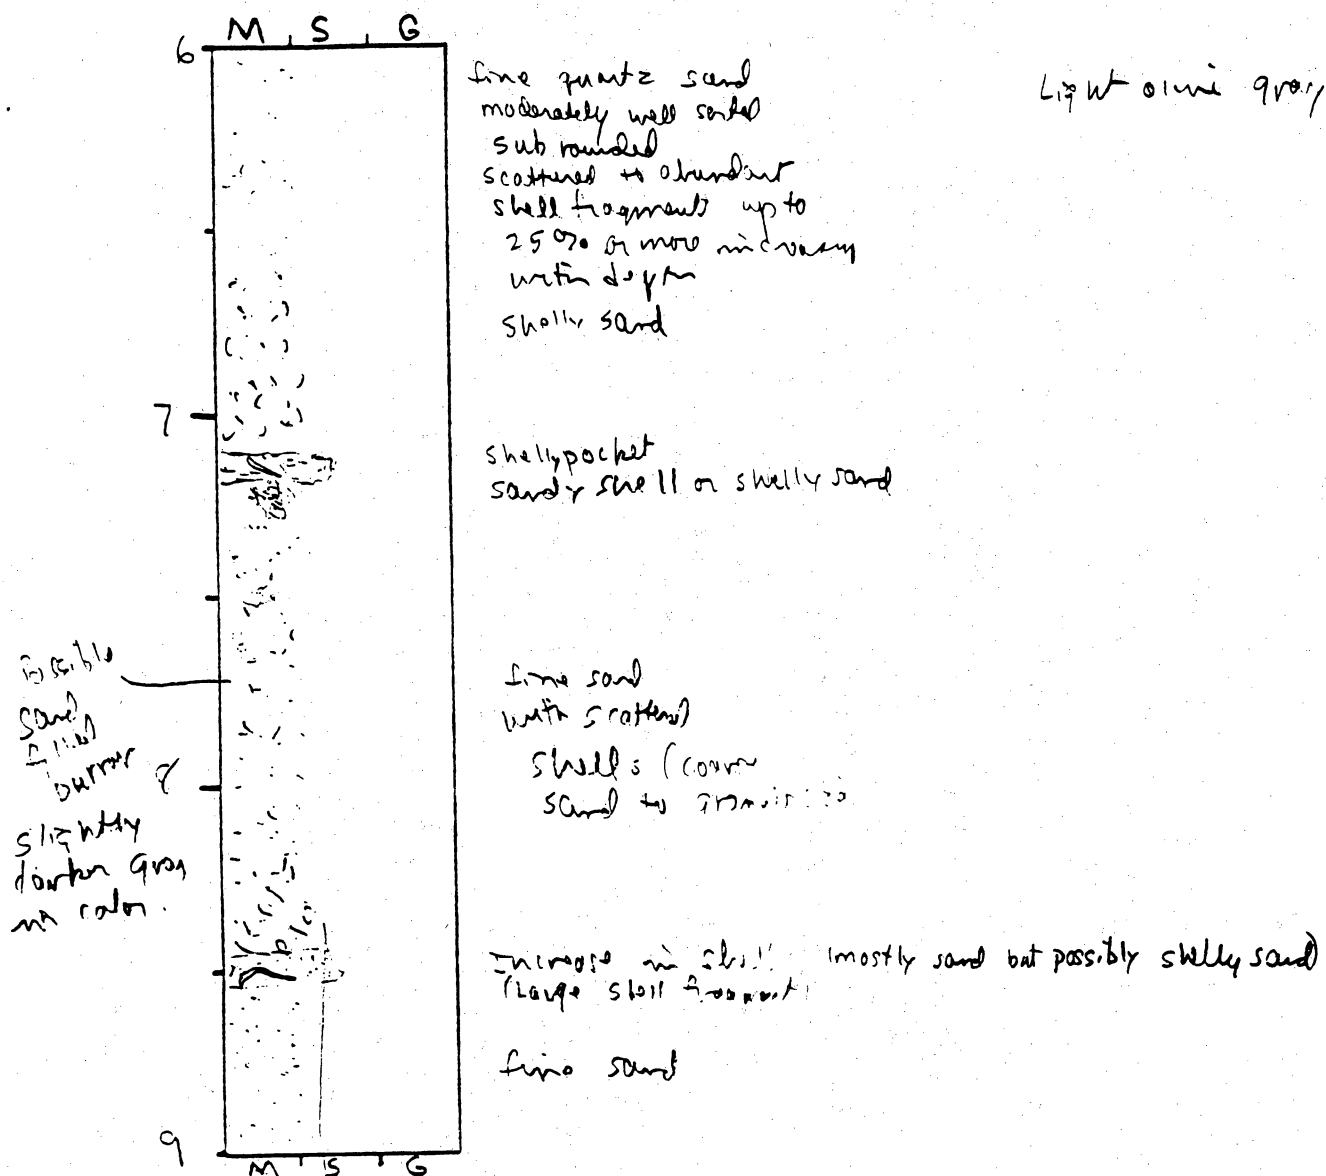 M S G
6
fine quartz sand
moderately well sorted
sub rounded
scattered to abundant
shell fragments up to
25% or more increasing
with depth
shelly sand
Light olive gray
7
shelly pocket
sandy shell or shelly sand
Possible
sand
filled
burrow
slightly
darker gray
in color.
fine sand
with scattered
shells (coarse
sand to
8
increase in shell (mostly sand but possibly shelly sand)
(Large shell fragment)
fine sand
9
M S G